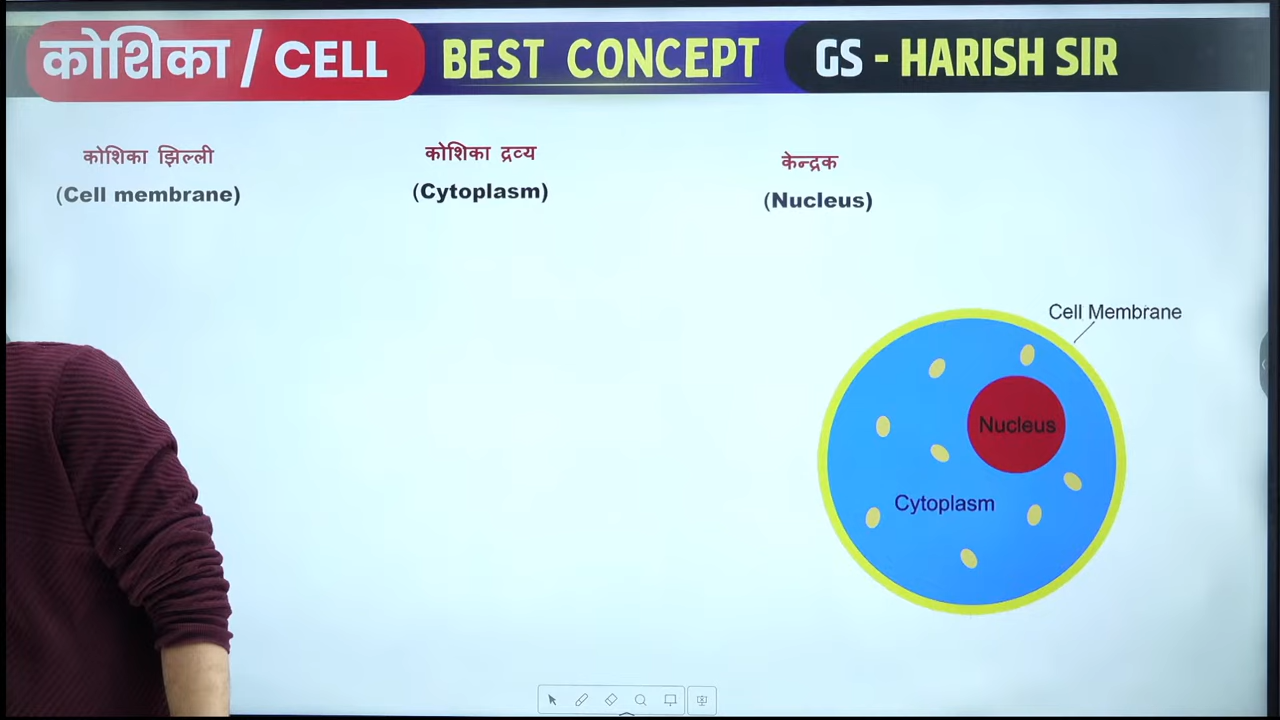 कोशिका / CELL BEST CONCEPT GS - HARISH SIR
कोशिका झिल्ली
(Cell membrane)
कोशिका द्रव्य
(Cytoplasm)
केन्द्रक
(Nucleus)
Cell Membrane
Nucleus
Cytoplasm